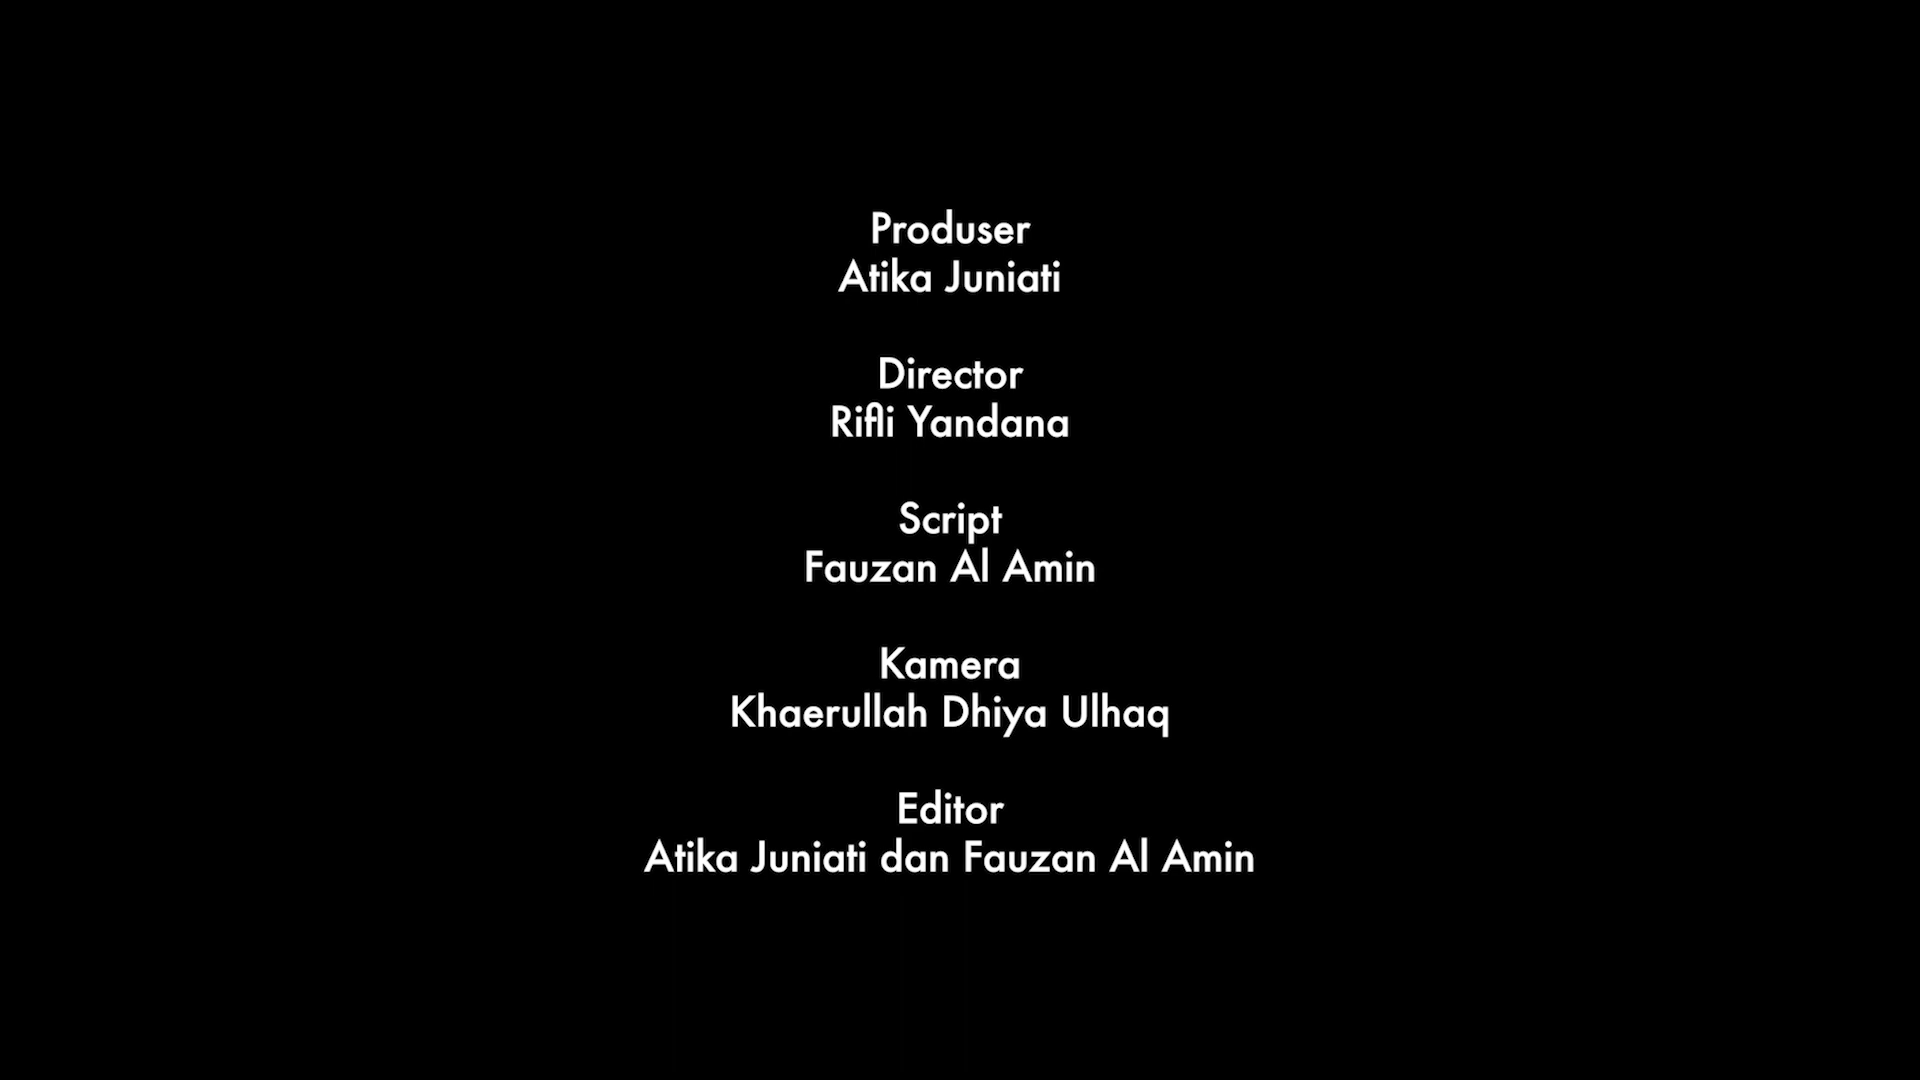 Produser
Atika Juniati
Director
Rifli Yandana
Script
Fauzan Al Amin
Kamera
Khaerullah Dhiya Ulhaq
Editor
Atika Juniati dan Fauzan Al Amin